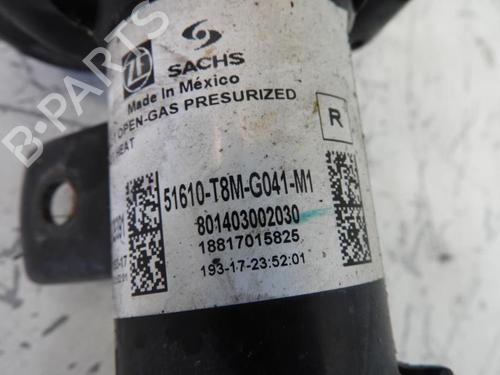 ZF SACHS
Made In México
OPEN-GAS PRESURIZED
HEAT
R
51610-T8M-G041-M1
801403002030
18817015825
193-17-23:52:01